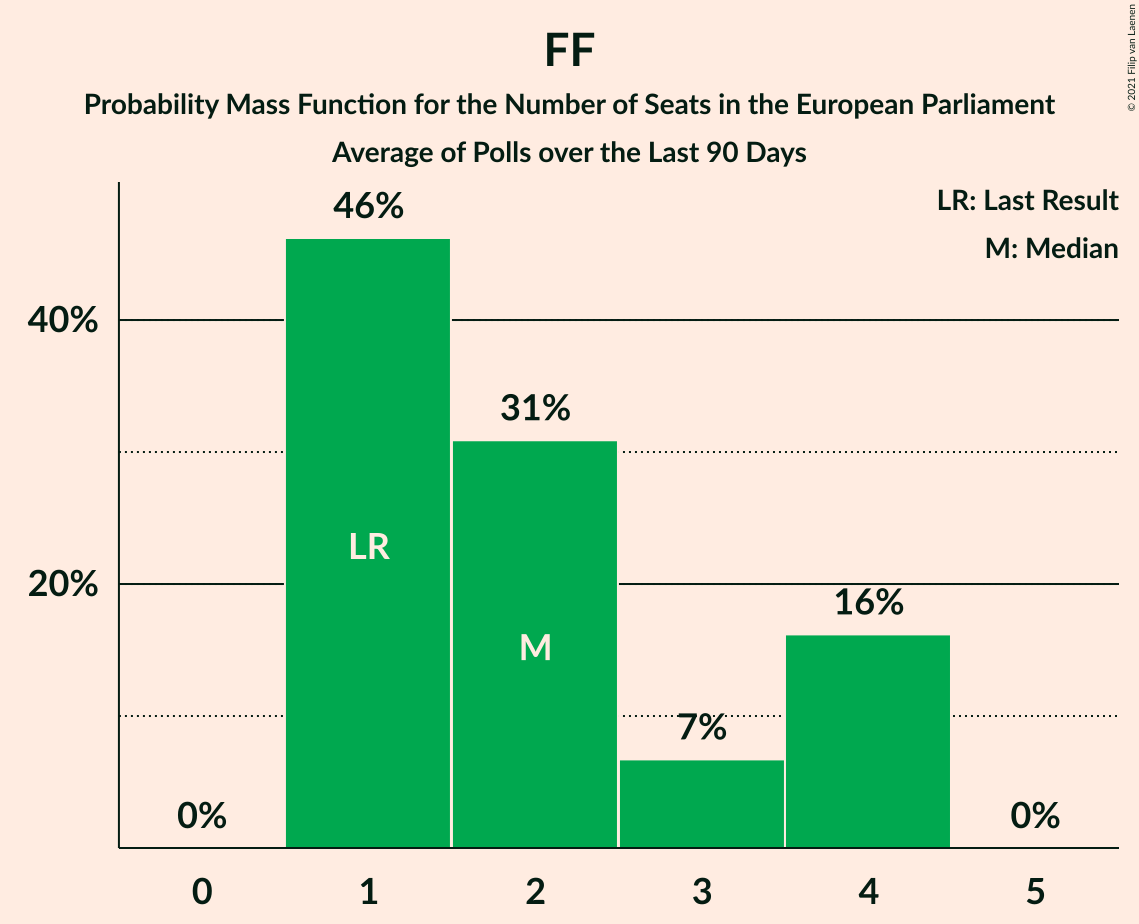 FF
Probability Mass Function for the Number of Seats in the European Parliament
Average of Polls over the Last 90 Days
© 2021 Filip van Laenen
LR: Last Result
M: Median
46%
40%
31%
LR
20%
16%
M
7%
0%
0%
0 1 2 3 4 5